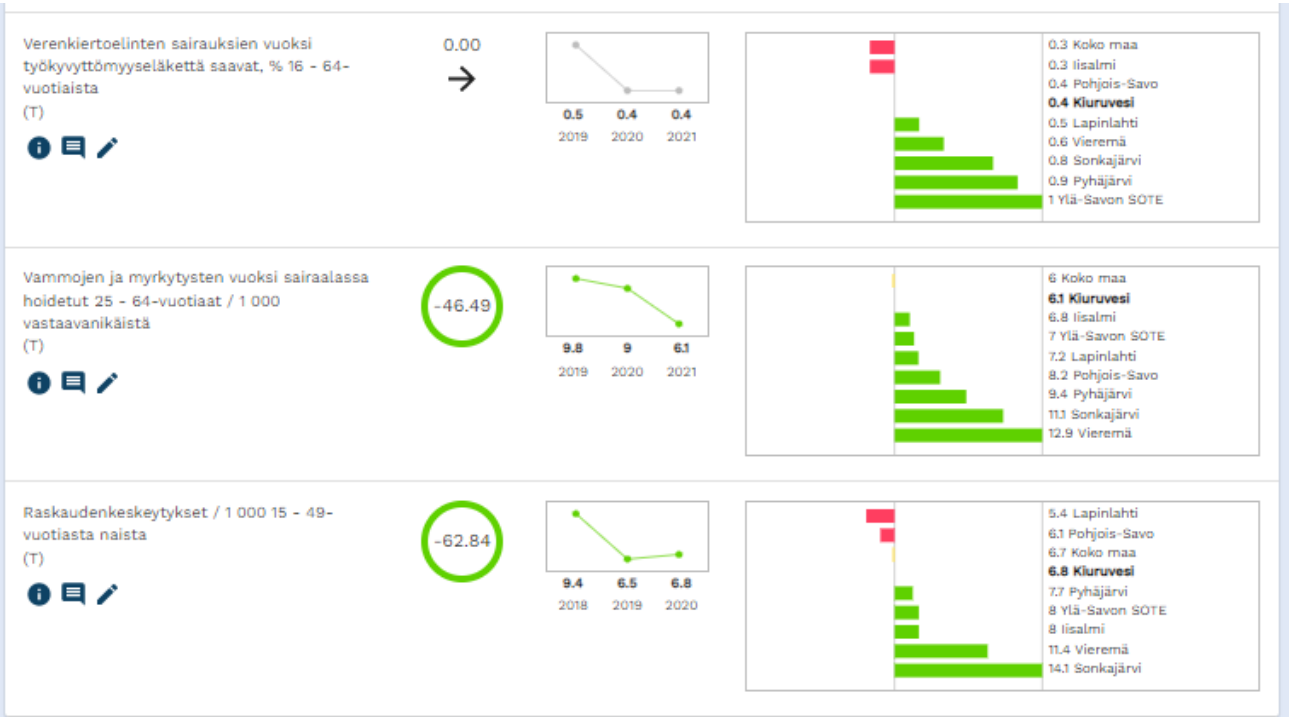 Verenkiertoelinten sairauksien vuoksi
työkyvyttömyyseläkettä saavat, % 16 - 64-
vuotiaista
(T)
0.00
0.5 0.4 0.4
2019 2020 2021
0.3 Koko maa
0.3 Iisalmi
0.4 Pohjois-Savo
0.4 Kiuruvesi
0.5 Lapinlahti
0.6 Vieremä
0.8 Sonkajärvi
0.9 Pyhäjärvi
1 Ylä-Savon SOTE
Vammojen ja myrkytysten vuoksi sairaalassa
hoidetut 25 - 64-vuotiaat / 1 000
vastaavanikäistä
(T)
-46.49
9.8 9 6.1
2019 2020 2021
6 Koko maa
6.1 Kiuruvesi
6.8 Iisalmi
7 Ylä-Savon SOTE
7.2 Lapinlahti
8.2 Pohjois-Savo
9.4 Pyhäjärvi
11.1 Sonkajärvi
12.9 Vieremä
Raskaudenkeskeytykset / 1 000 15 - 49-
vuotiasta naista
(T)
-62.84
9.4 6.5 6.8
2018 2019 2020
5.4 Lapinlahti
6.1 Pohjois-Savo
6.7 Koko maa
6.8 Kiuruvesi
7.7 Pyhäjärvi
8 Ylä-Savon SOTE
8 Iisalmi
11.4 Vieremä
14.1 Sonkajärvi